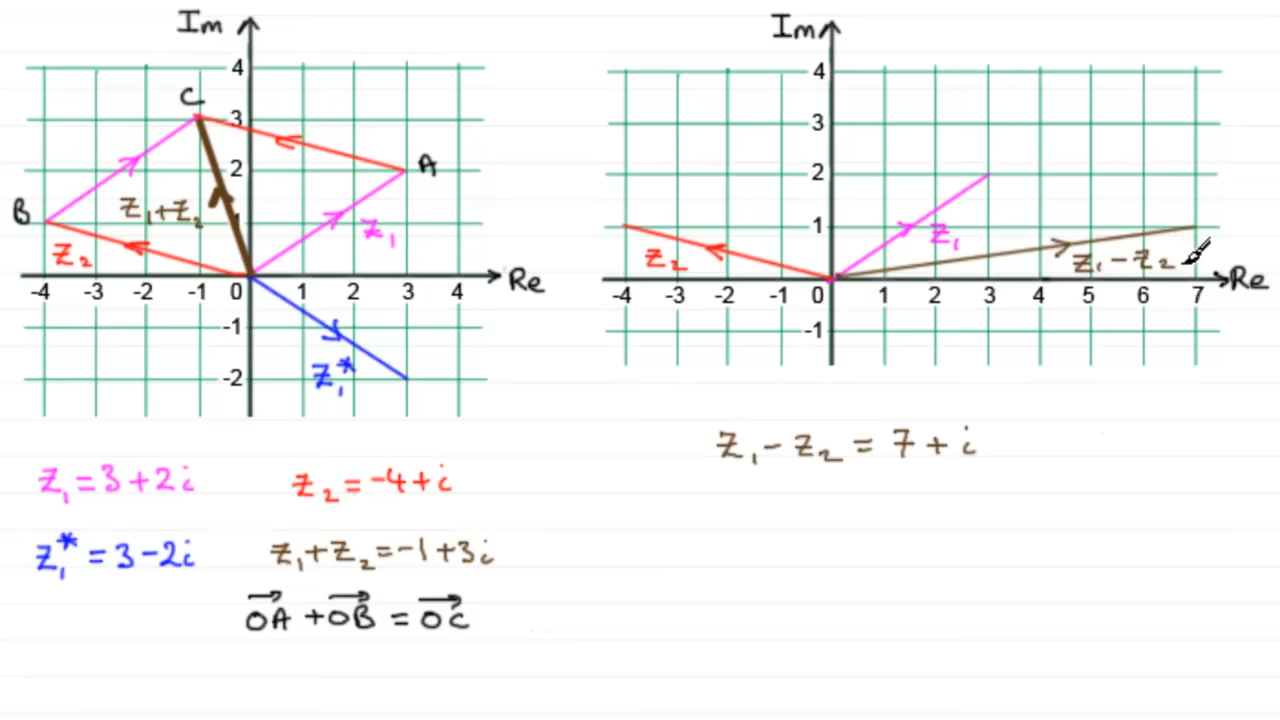 Im
4
C
3
2
A
B
z₁+z₂
1
z₁
z₂
-4 -3 -2 -1 0 1 2 3 4 Re
-1
z₁*
-2
z₁=3+2i
z₂=-4+i
z₁*=3-2i
z₁+z₂=-1+3i
OA+OB=OC
Im
4
3
2
1
z₁
z₂
z₁-z₂
-4 -3 -2 -1 0 1 2 3 4 5 6 7 Re
-1
z₁-z₂=7+i